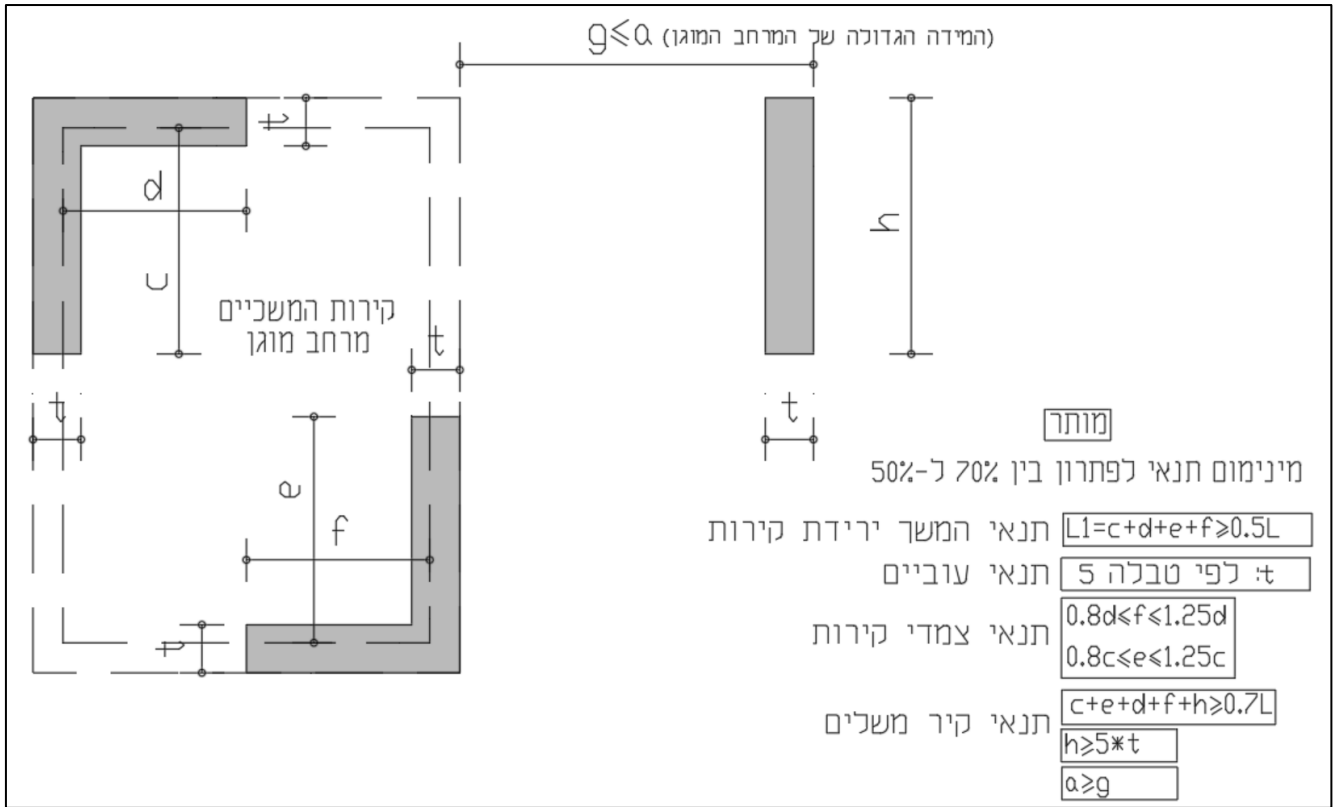 g≤a (המידה הגדולה של המרחב המוגן)
t
d
c
h
קירות המשכיים
מרחב מוגן
t
t
t
e
f
t
מותר
מינימום תנאי לפתרון בין 70% ל-50%
תנאי המשך ירידת קירות L1=c+d+e+f≥0.5L
תנאי עוביים t: לפי טבלה 5
תנאי צמדי קירות 0.8d≤f≤1.25d
0.8c≤e≤1.25c
תנאי קיר משלים c+e+d+f+h≥0.7L
h≥5*t
a≥g